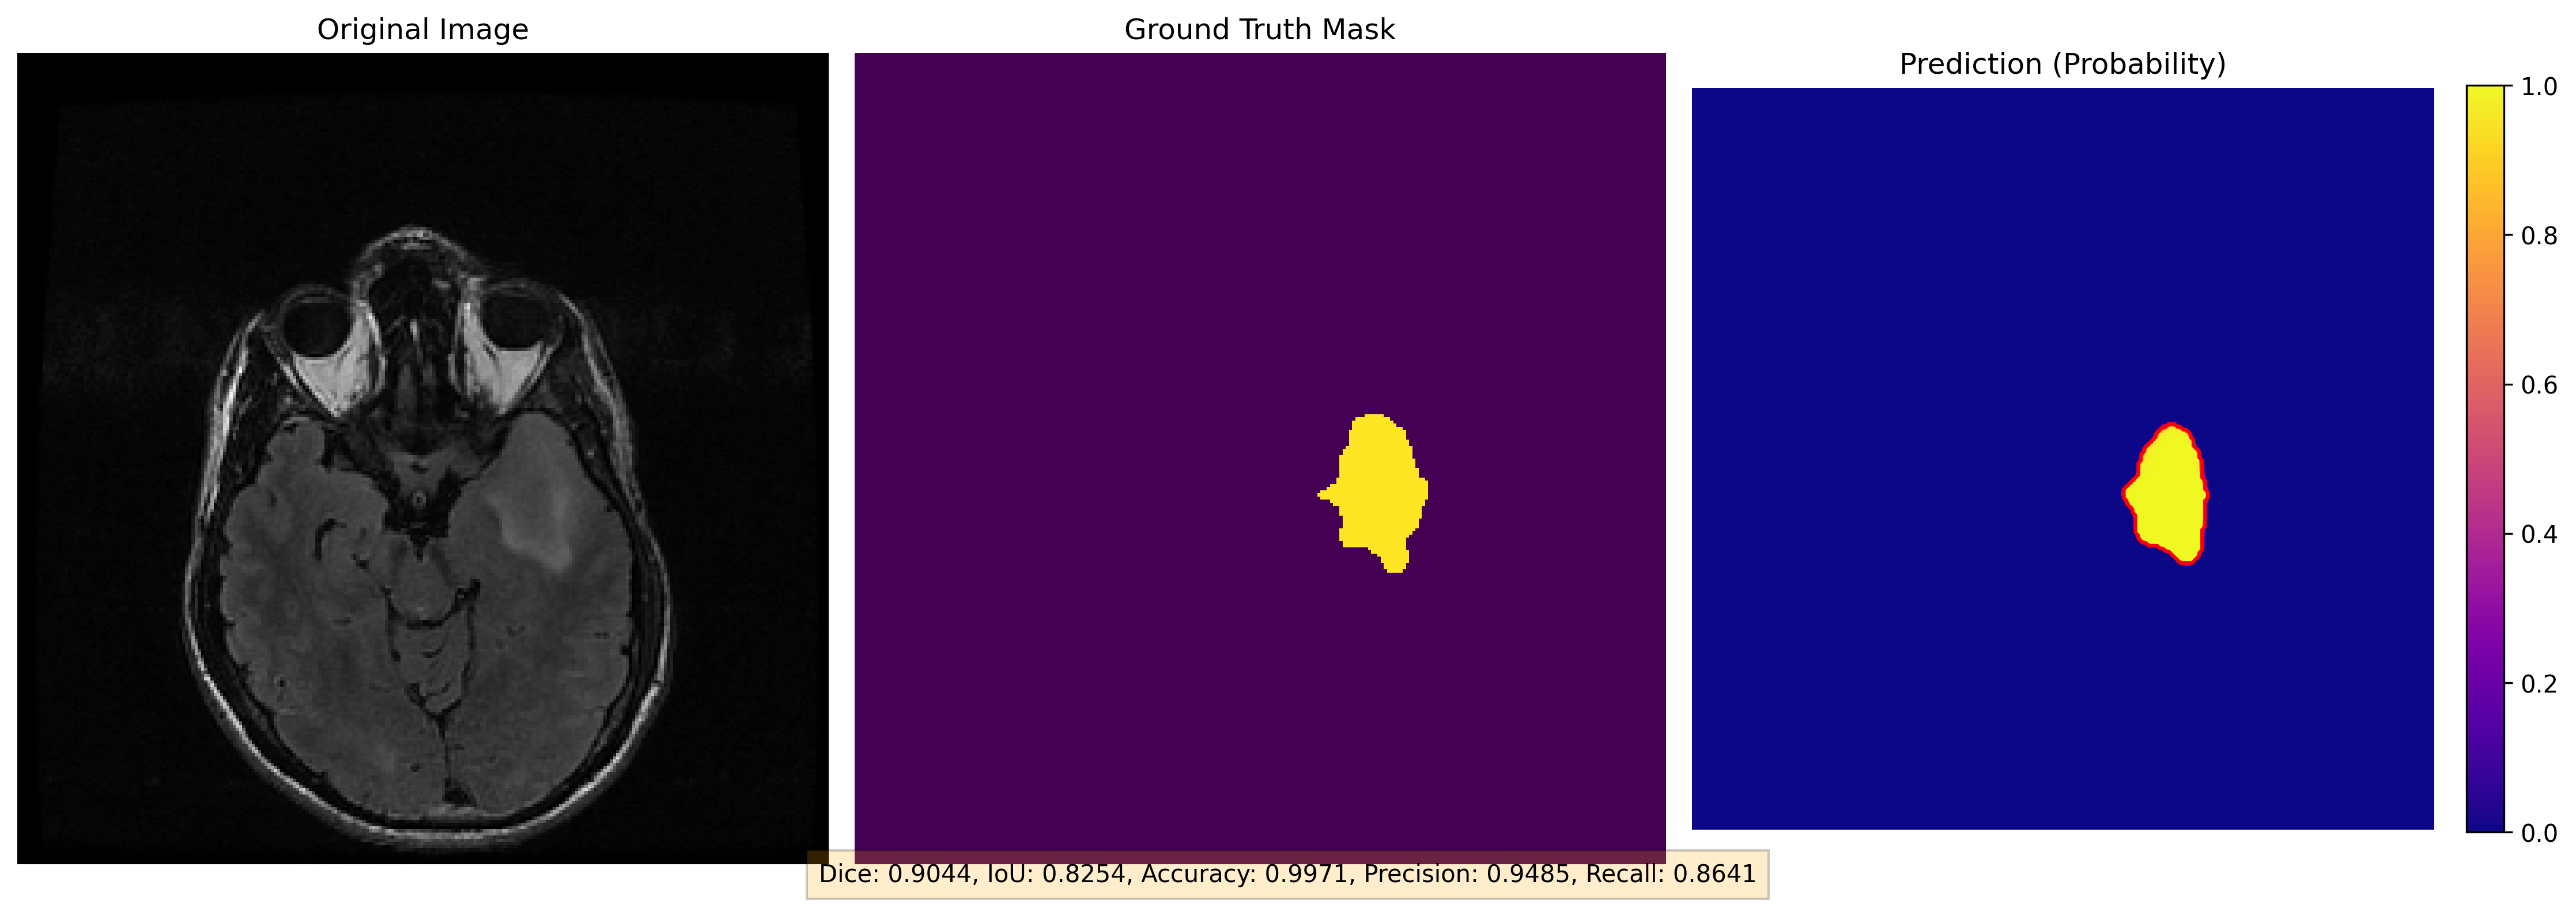 Original Image
Ground Truth Mask
Prediction (Probability)
1.0
0.8
0.6
0.4
0.2
0.0
Dice: 0.9044, IoU: 0.8254, Accuracy: 0.9971, Precision: 0.9485, Recall: 0.8641